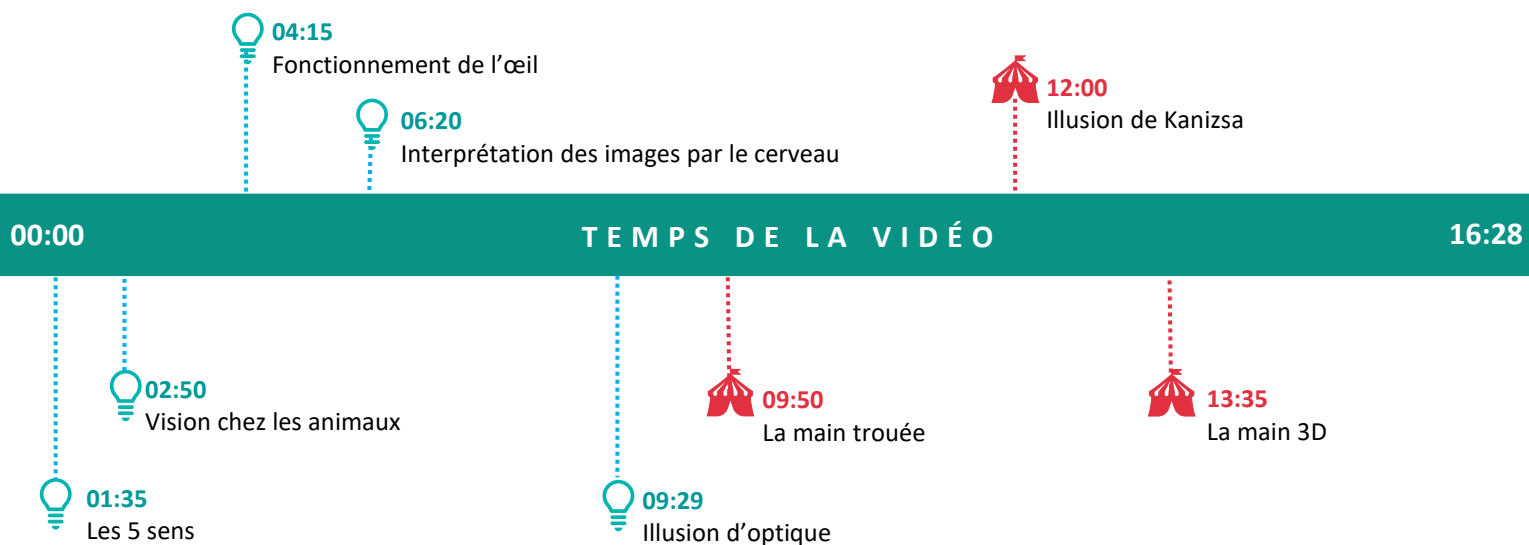 04:15
Fonctionnement de l’œil
06:20
Interprétation des images par le cerveau
12:00
Illusion de Kanizsa
00:00
TEMPS DE LA VIDÉO
16:28
02:50
Vision chez les animaux
09:50
La main trouée
13:35
La main 3D
01:35
Les 5 sens
09:29
Illusion d’optique